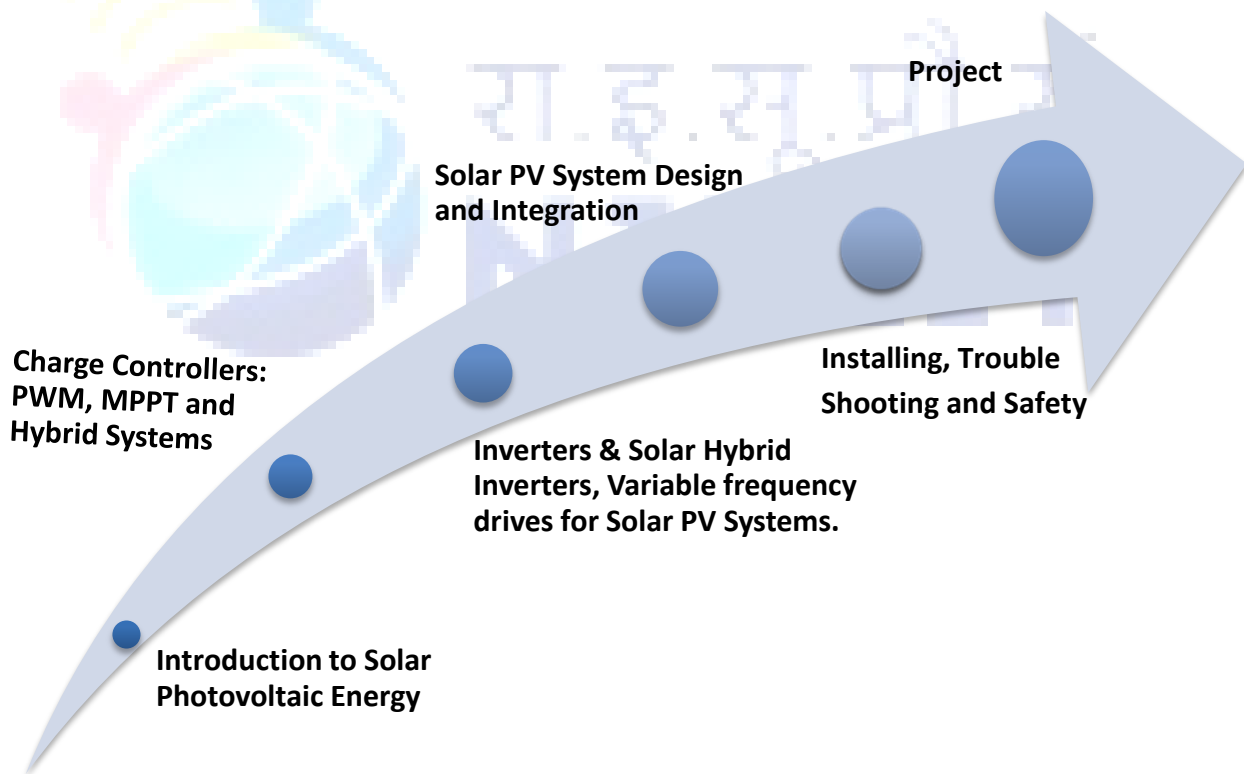 रा.इ.सू.प्रौ.
Project
Solar PV System Design
and Integration
Charge Controllers:
PWM, MPPT and
Hybrid Systems
Installing, Trouble
Shooting and Safety
Inverters & Solar Hybrid
Inverters, Variable frequency
drives for Solar PV Systems.
Introduction to Solar
Photovoltaic Energy